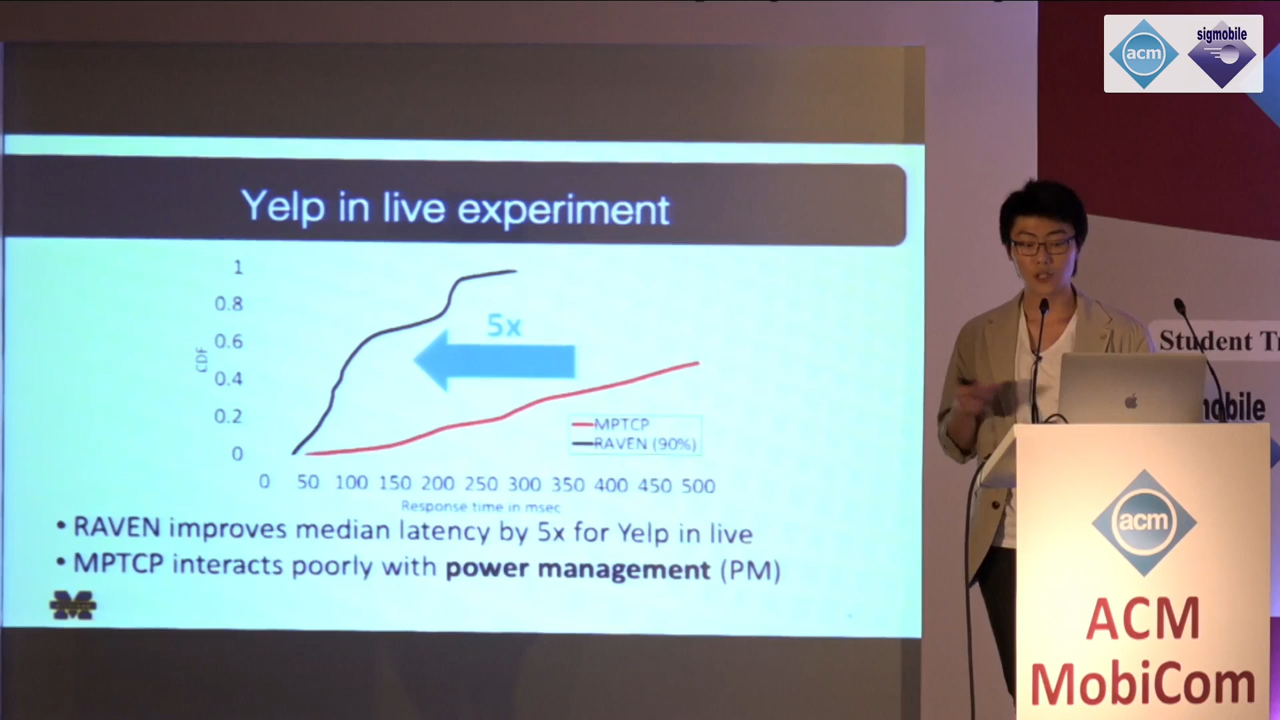 acm
sigmobile
Yelp in live experiment
1
0.8
0.6
0.4
0.2
0
CDF
5x
MPTCP
RAVEN (90%)
0 50 100 150 200 250 300 350 400 450 500
Response time in msec
• RAVEN improves median latency by 5x for Yelp in live
• MPTCP interacts poorly with power management (PM)
M
Student T
mobile
acm
ACM
MobiCom